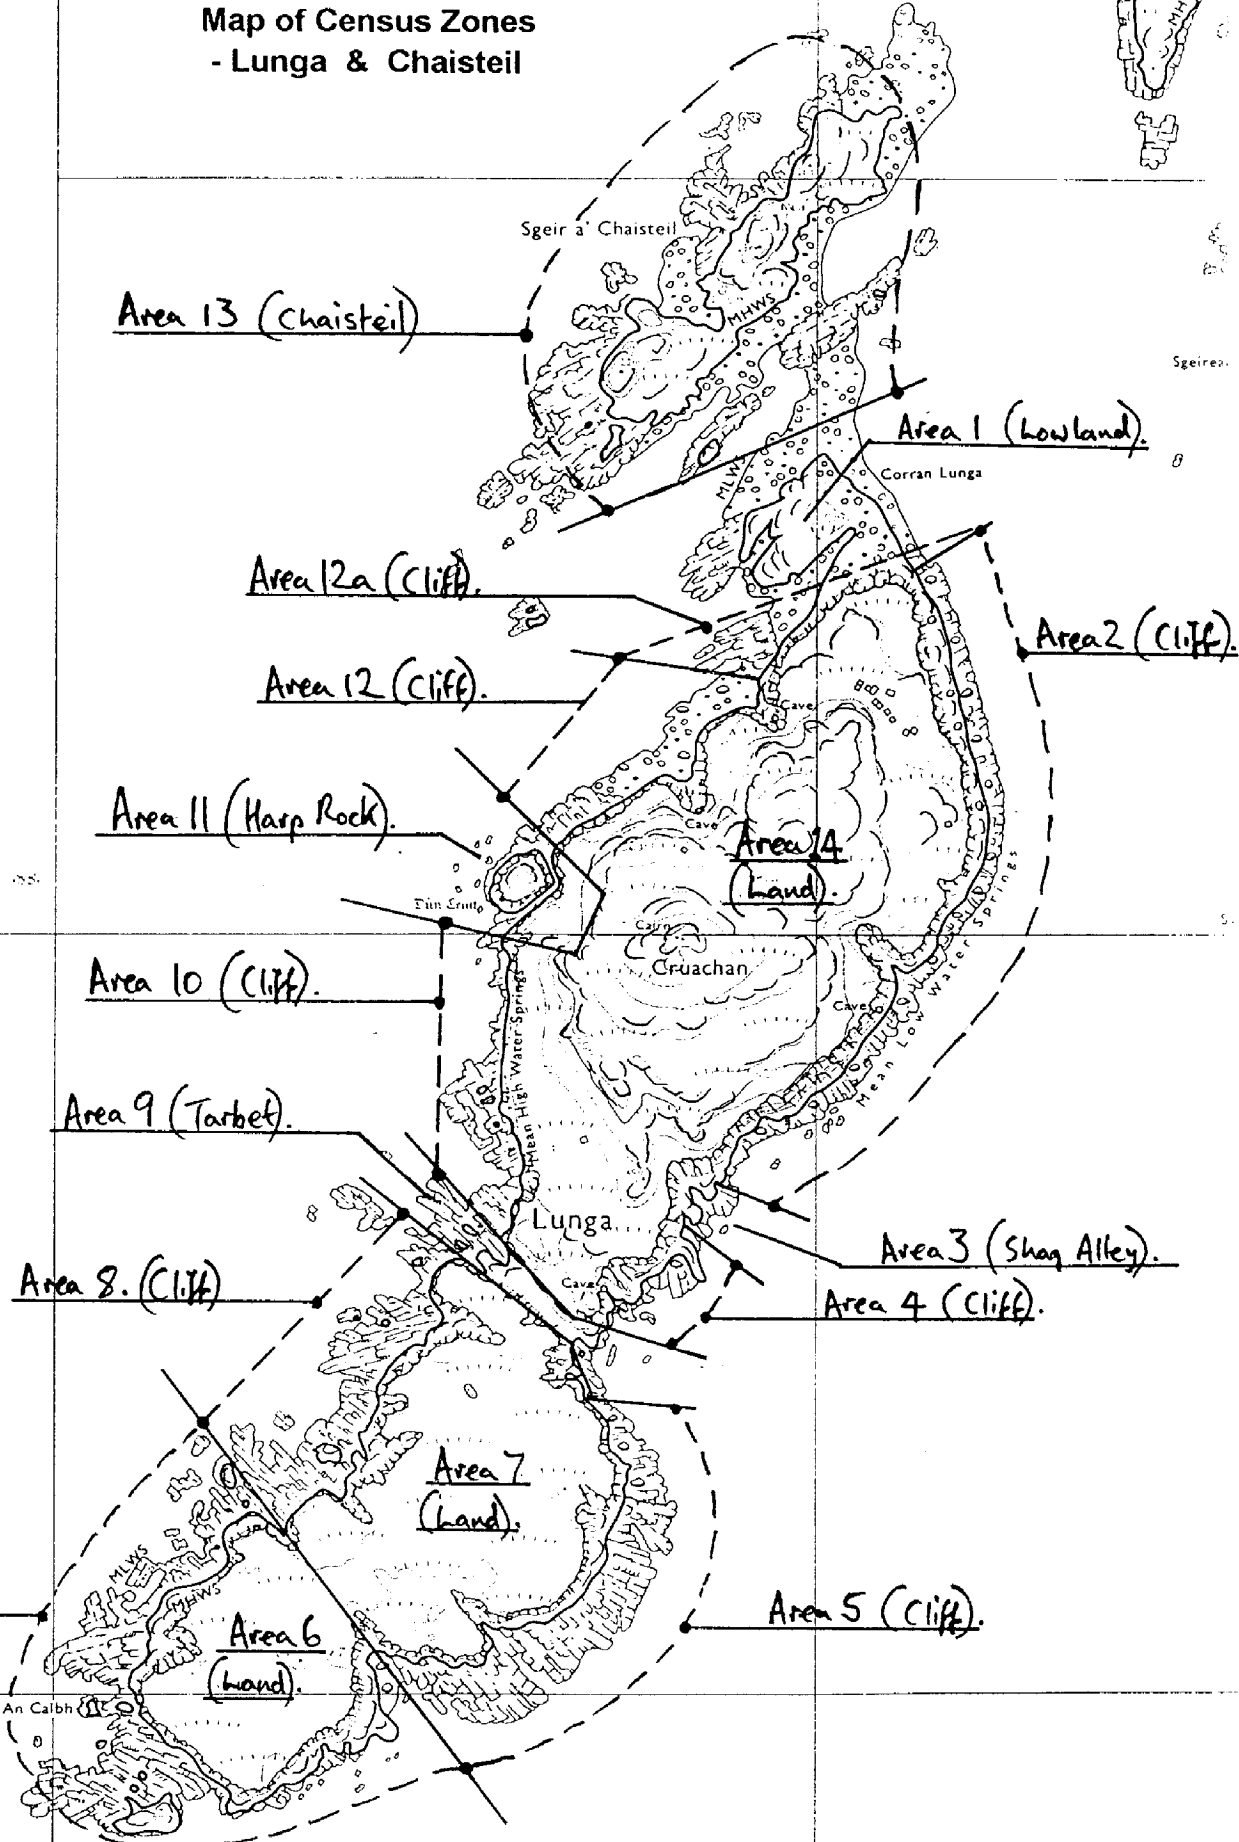 Map of Census Zones
- Lunga & Chaisteil
MH
Sgeir a' Chaisteil
Area 13 (Chaisteil)
MHWS
Sgeirea
Area 1 (Lowland).
MLWS
Corran Lunga
Area 12a (Cliff).
Area 2 (Cliff).
Area 12 (Cliff).
Cave
Area 11 (Harp Rock).
Cave
Area 14
(Land).
Dùn Cruit
Cairn
Cruachan
Area 10 (Cliff).
Cave
Mean High Water Springs
Mean Low Water Springs
Area 9 (Tarbet).
Lunga
Area 3 (Shag Alley).
Area 8. (Cliff)
Cave
Area 4 (Cliff).
Area 7
(Land).
MLWS
MHWS
Area 5 (Cliff).
Area 6
(Land).
An Calbh